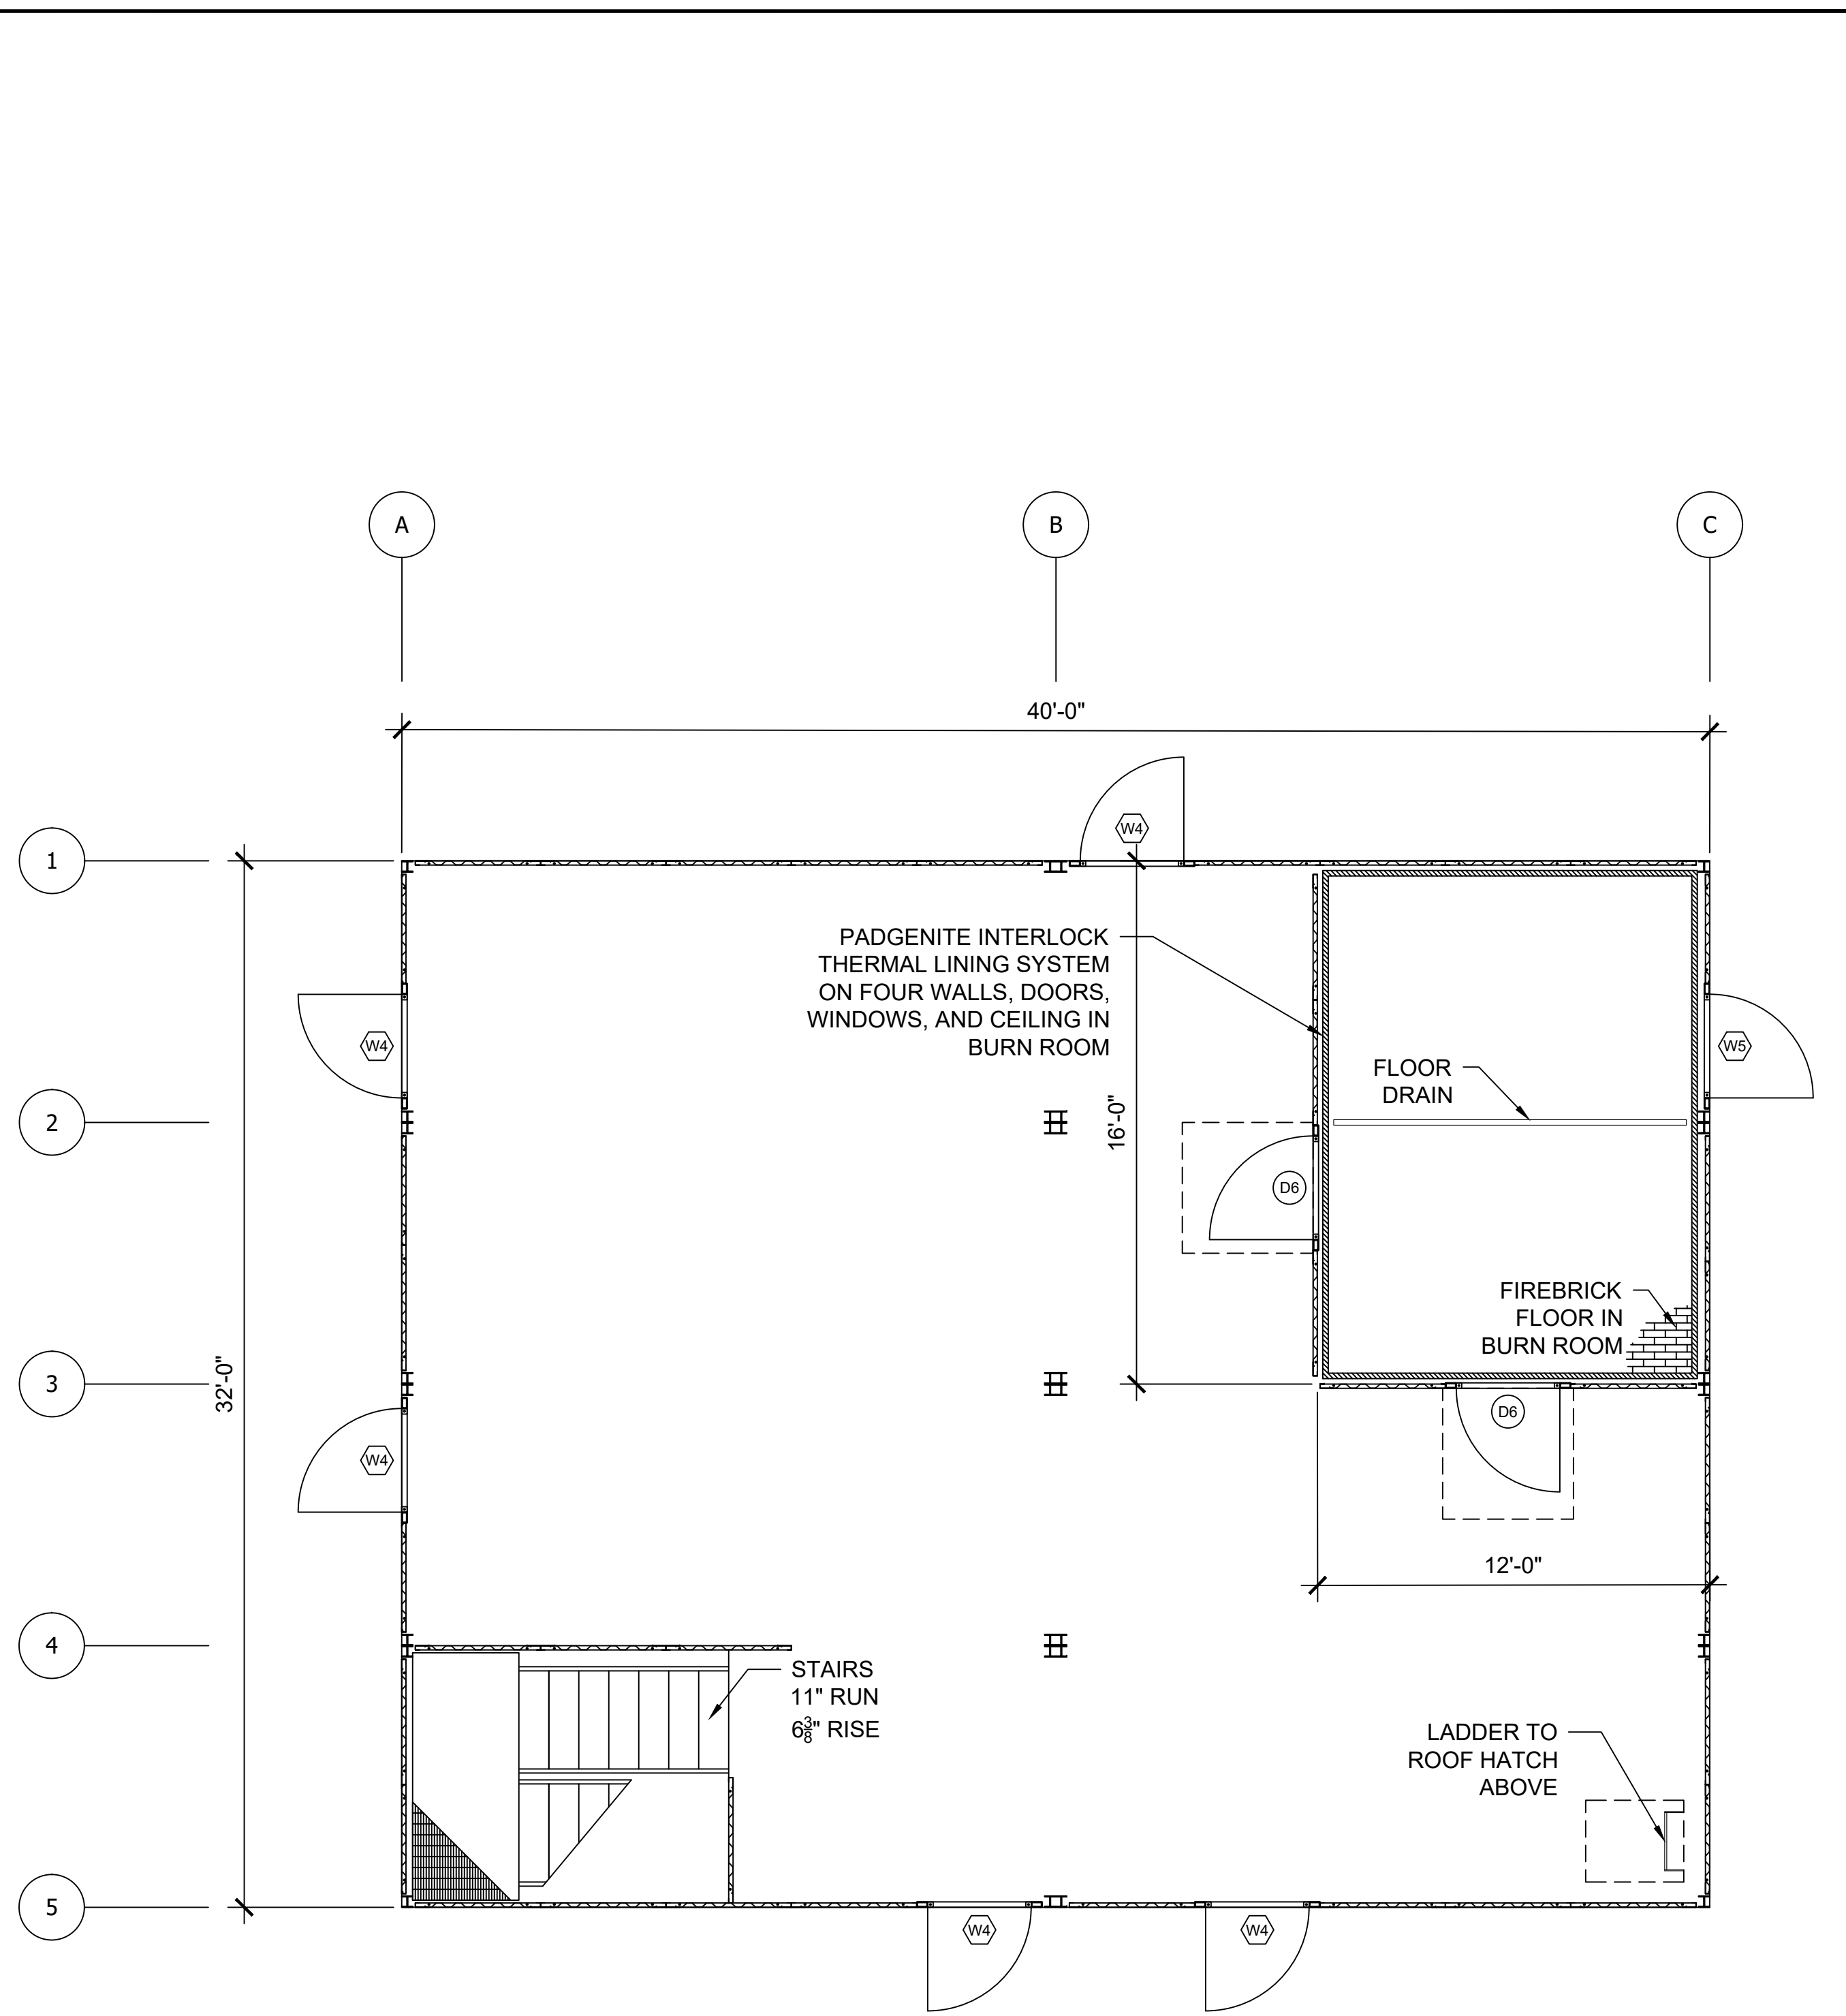 A
B
C
40'-0"
W4
1
PADGENITE INTERLOCK
THERMAL LINING SYSTEM
ON FOUR WALLS, DOORS,
WINDOWS, AND CEILING IN
BURN ROOM
W4
W5
FLOOR
DRAIN
2
16'-0"
D6
FIREBRICK
FLOOR IN
BURN ROOM
3
32'-0"
D6
W4
12'-0"
4
STAIRS
11" RUN
6 3/8" RISE
LADDER TO
ROOF HATCH
ABOVE
5
W4
W4